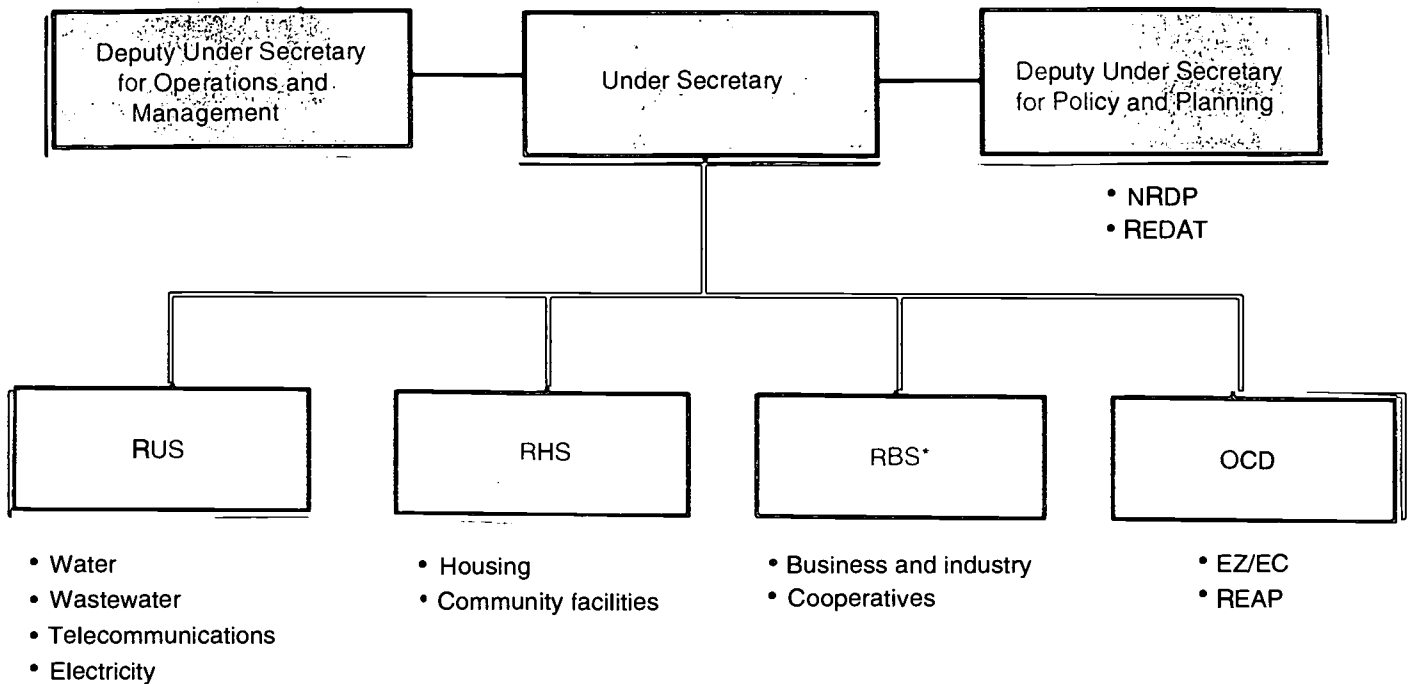 Deputy Under Secretary
for Operations and
Management
Under Secretary
Deputy Under Secretary
for Policy and Planning
• NRDP
• REDAT
RUS
RHS
RBS*
OCD
• Water
• Wastewater
• Telecommunications
• Electricity
• Housing
• Community facilities
• Business and industry
• Cooperatives
• EZ/EC
• REAP